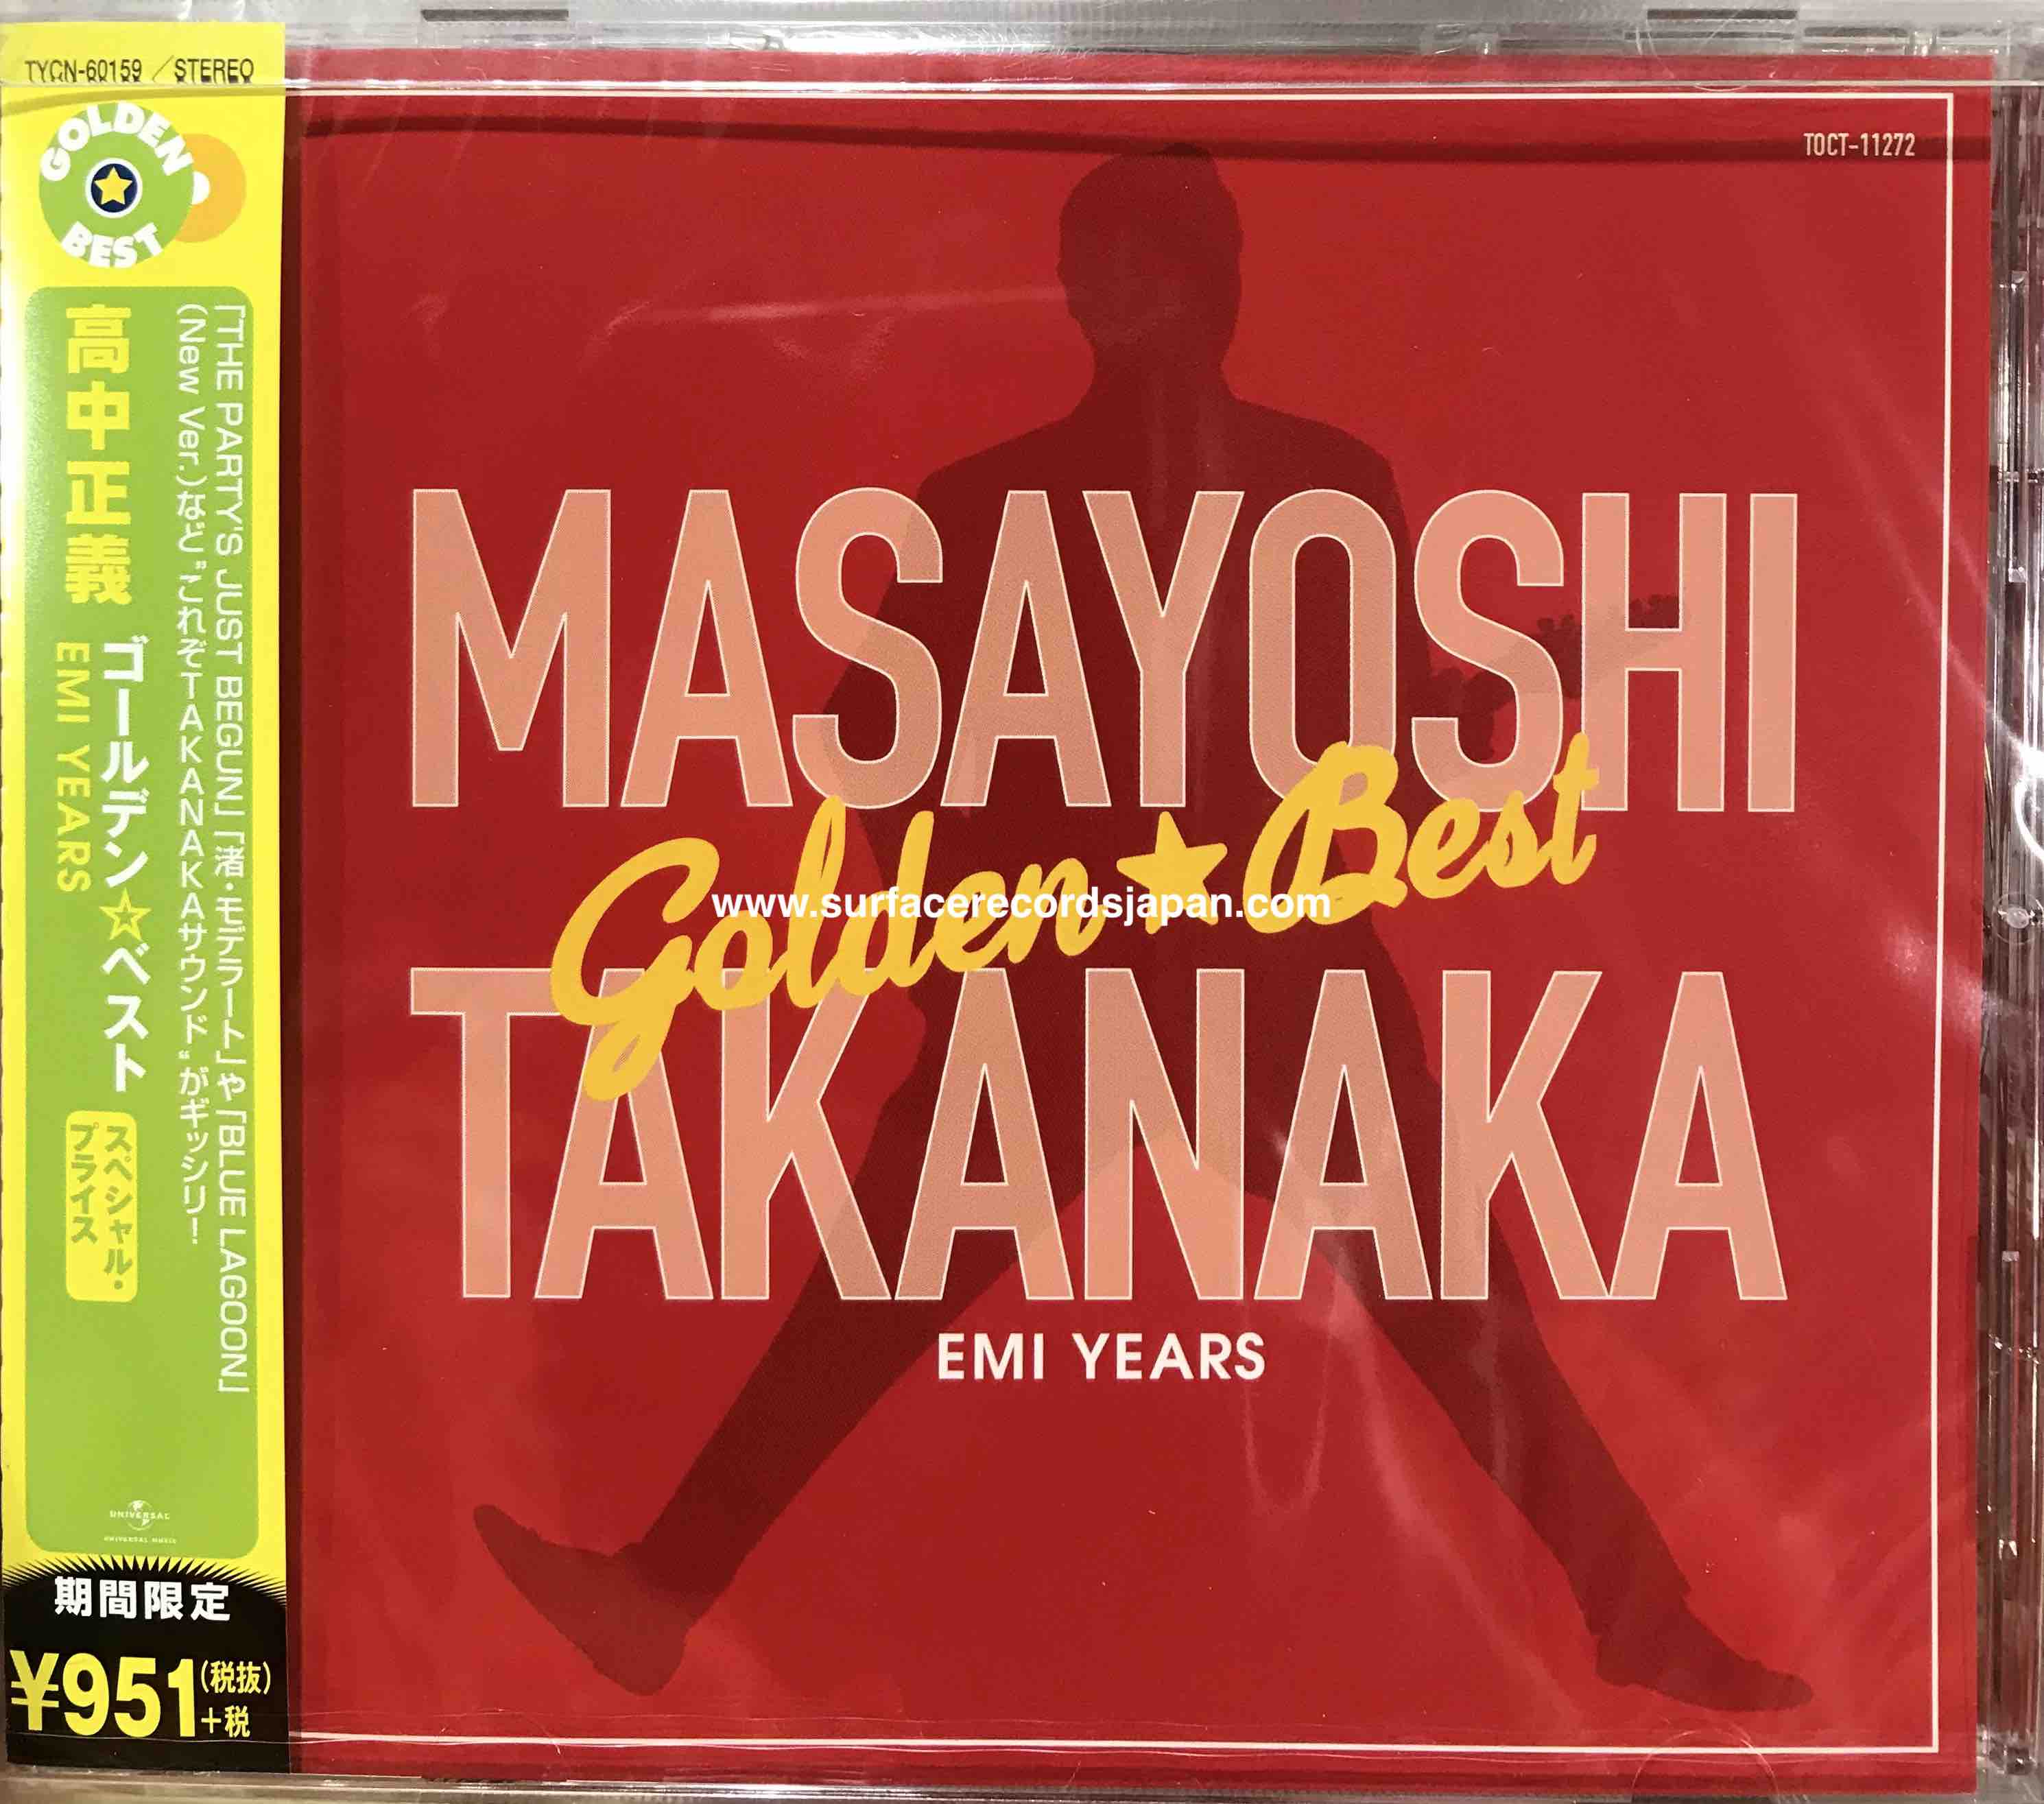 TYCN-60159／STEREO
GOLDEN
BEST
「THE PARTY'S JUST BEGUN」「渚・モデラート」や「BLUE LAGOON」
(New Ver.)など"これぞTAKANAKAサウンド"がギッシリ！
高中正義
ゴールデン☆ベスト
EMI YEARS
スペシャル・
プライス
UNIVERSAL
UNIVERSAL MUSIC
期間限定
¥951(税抜)
+税
TOCT-11272
MASAYOSHI
Golden★Best
www.surfacerecordsjapan.com
TAKANAKA
EMI YEARS